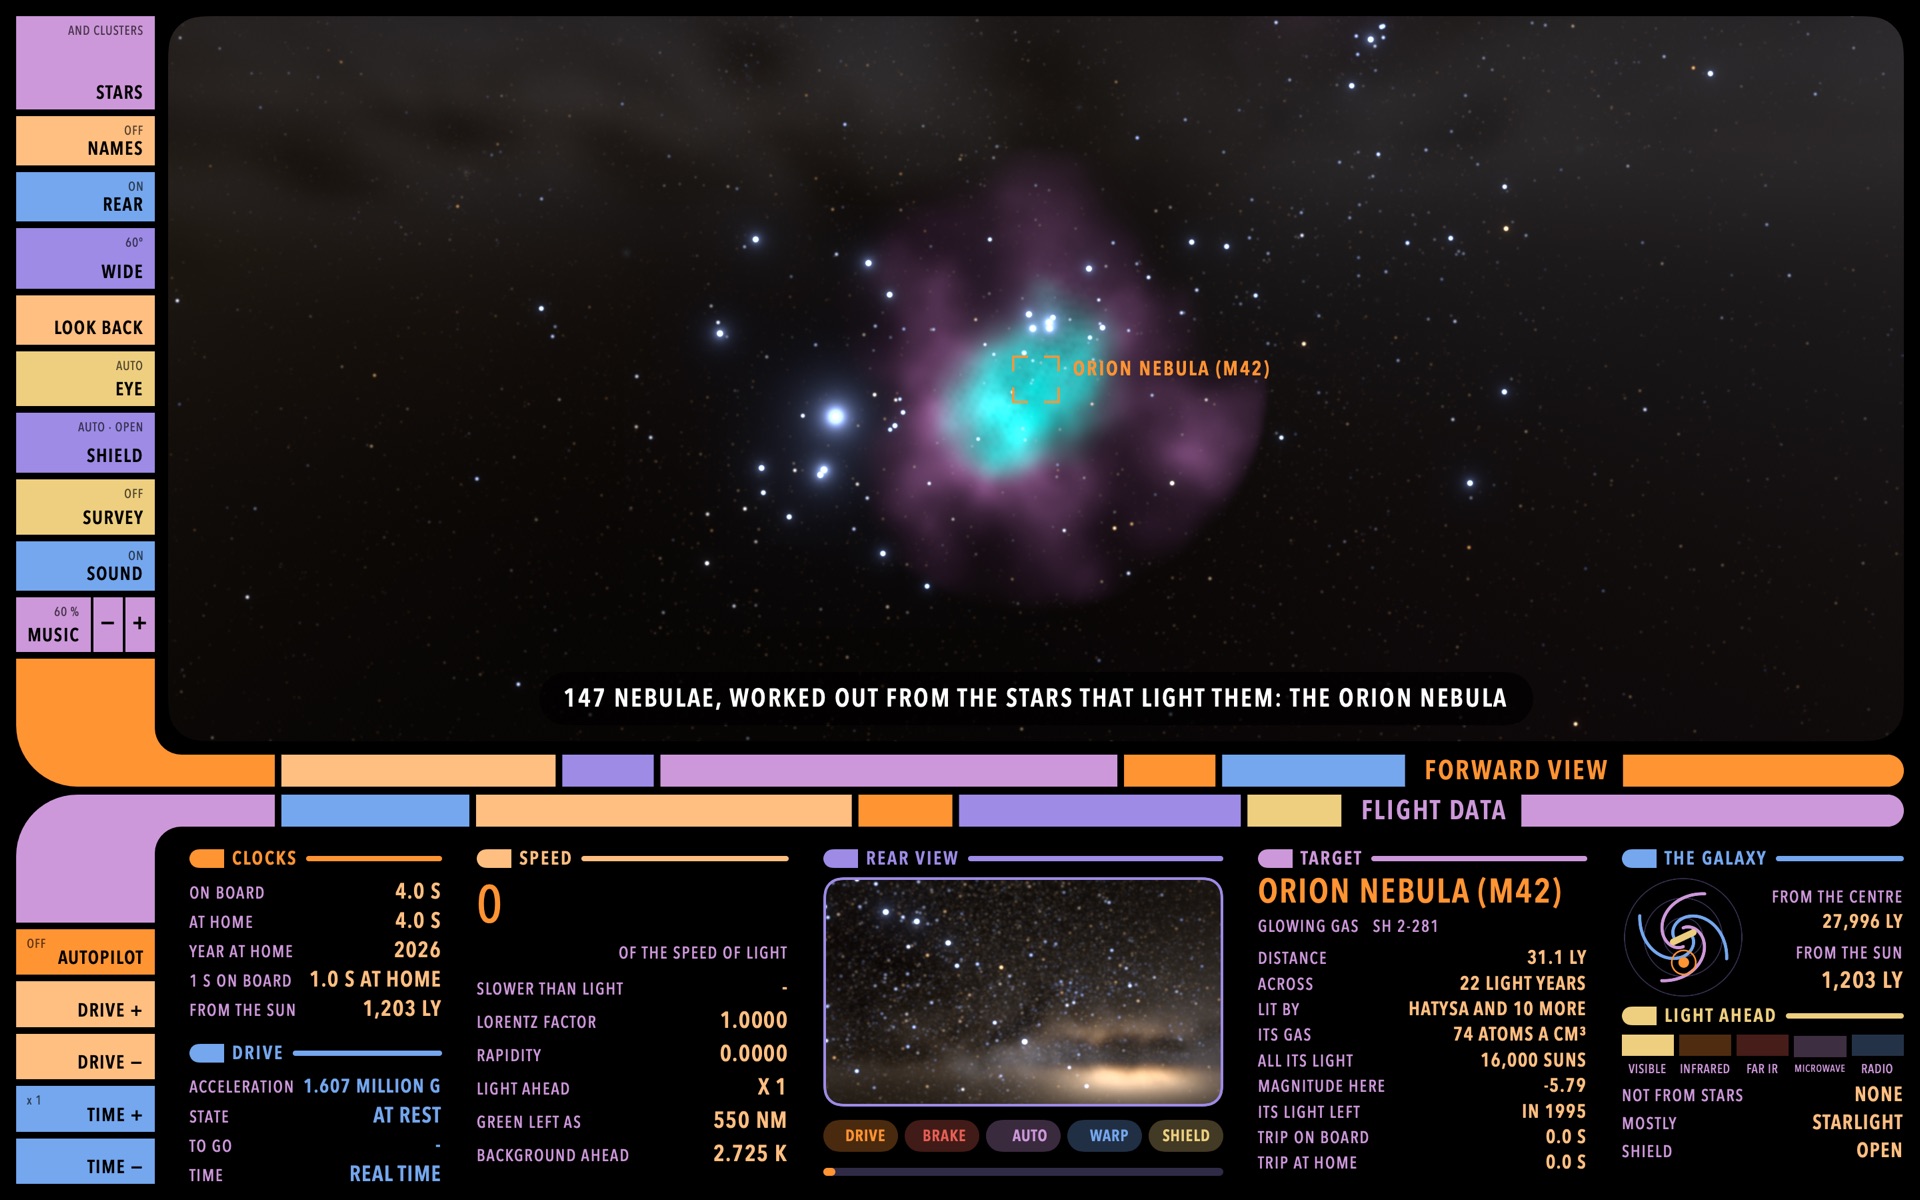 AND CLUSTERS
STARS
OFF
NAMES
ON
REAR
60°
WIDE
LOOK BACK
AUTO
EYE
AUTO · OPEN
SHIELD
OFF
SURVEY
ON
SOUND
60 %
MUSIC − +
ORION NEBULA (M42)
147 NEBULAE, WORKED OUT FROM THE STARS THAT LIGHT THEM: THE ORION NEBULA
FORWARD VIEW
FLIGHT DATA
OFF
AUTOPILOT
DRIVE +
DRIVE −
x 1
TIME +
TIME −
CLOCKS
ON BOARD 4.0 S
AT HOME 4.0 S
YEAR AT HOME 2026
1 S ON BOARD 1.0 S AT HOME
FROM THE SUN 1,203 LY
DRIVE
ACCELERATION 1.607 MILLION G
STATE AT REST
TO GO -
TIME REAL TIME
SPEED
0
OF THE SPEED OF LIGHT
SLOWER THAN LIGHT -
LORENTZ FACTOR 1.0000
RAPIDITY 0.0000
LIGHT AHEAD X 1
GREEN LEFT AS 550 NM
BACKGROUND AHEAD 2.725 K
REAR VIEW
DRIVE BRAKE AUTO WARP SHIELD
TARGET
ORION NEBULA (M42)
GLOWING GAS SH 2-281
DISTANCE 31.1 LY
ACROSS 22 LIGHT YEARS
LIT BY HATYSA AND 10 MORE
ITS GAS 74 ATOMS A CM³
ALL ITS LIGHT 16,000 SUNS
MAGNITUDE HERE -5.79
ITS LIGHT LEFT IN 1995
TRIP ON BOARD 0.0 S
TRIP AT HOME 0.0 S
THE GALAXY
FROM THE CENTRE
27,996 LY
FROM THE SUN
1,203 LY
LIGHT AHEAD
VISIBLE INFRARED FAR IR MICROWAVE RADIO
NOT FROM STARS NONE
MOSTLY STARLIGHT
SHIELD OPEN